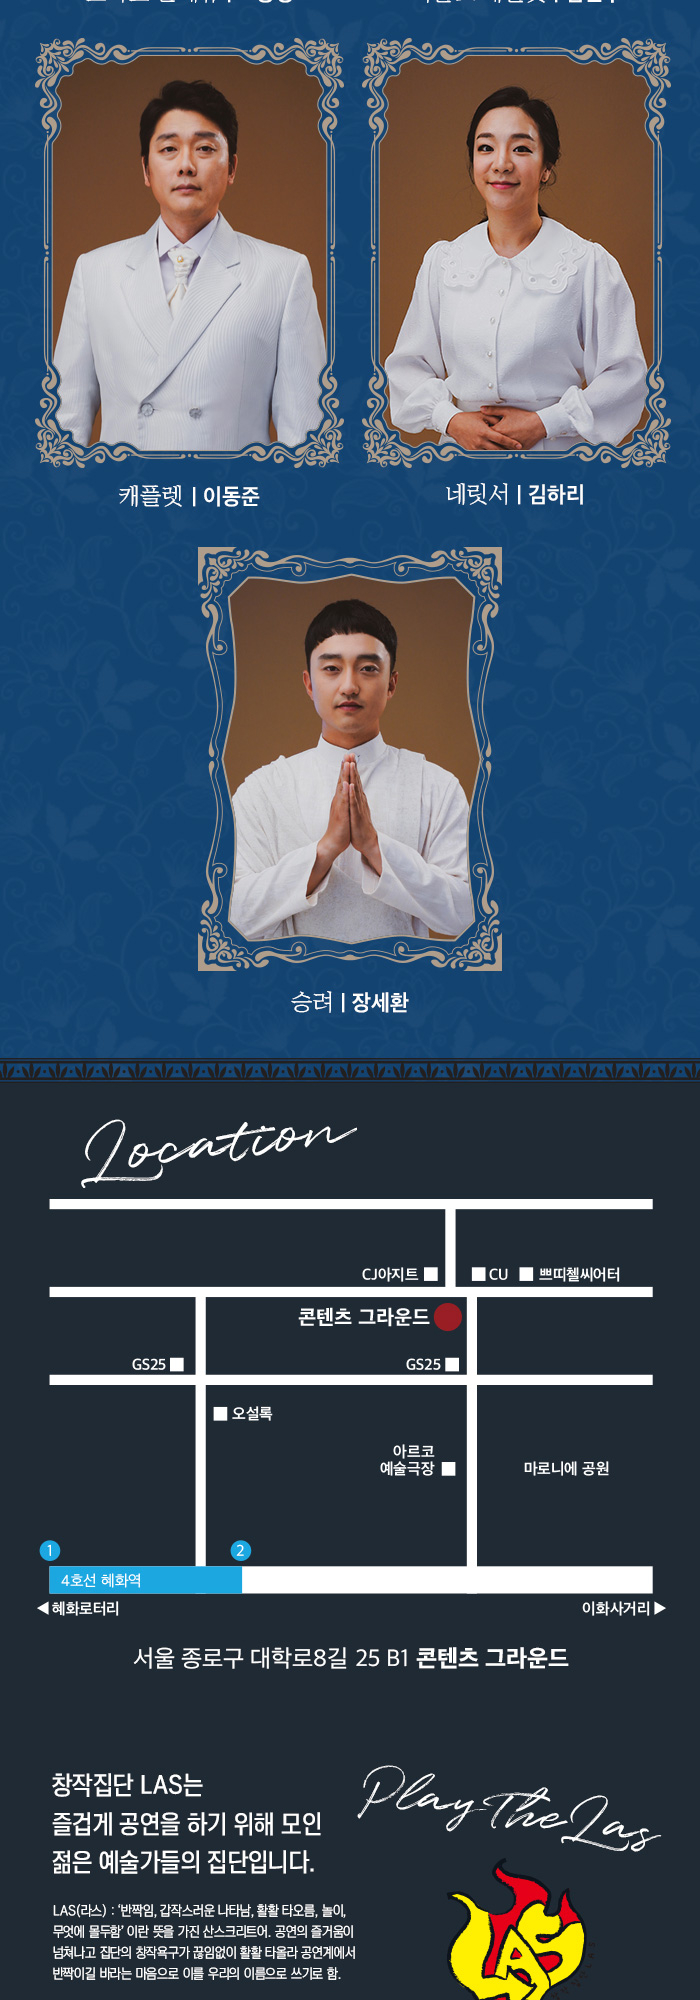 캐플렛 | 이동준
네릿서 | 김하리
승려 | 장세환
Location
CJ아지트
CU
쁘띠첼씨어터
콘텐츠 그라운드
GS25
GS25
오설록
아르코
예술극장
마로니에 공원
1
2
4호선 혜화역
◀혜화로터리
이화사거리▶
서울 종로구 대학로8길 25 B1 콘텐츠 그라운드
창작집단 LAS는
즐겁게 공연을 하기 위해 모인
젊은 예술가들의 집단입니다.
Play The Las
LAS(라스) : '반짝임, 갑작스러운 나타남, 활활 타오름, 놀이,
무엇에 몰두함' 이란 뜻을 가진 산스크리트어. 공연의 즐거움이
넘쳐나고 집단의 창작욕구가 끊임없이 활활 타올라 공연계에서
반짝이길 바라는 마음으로 이를 우리의 이름으로 쓰기로 함.
LAS